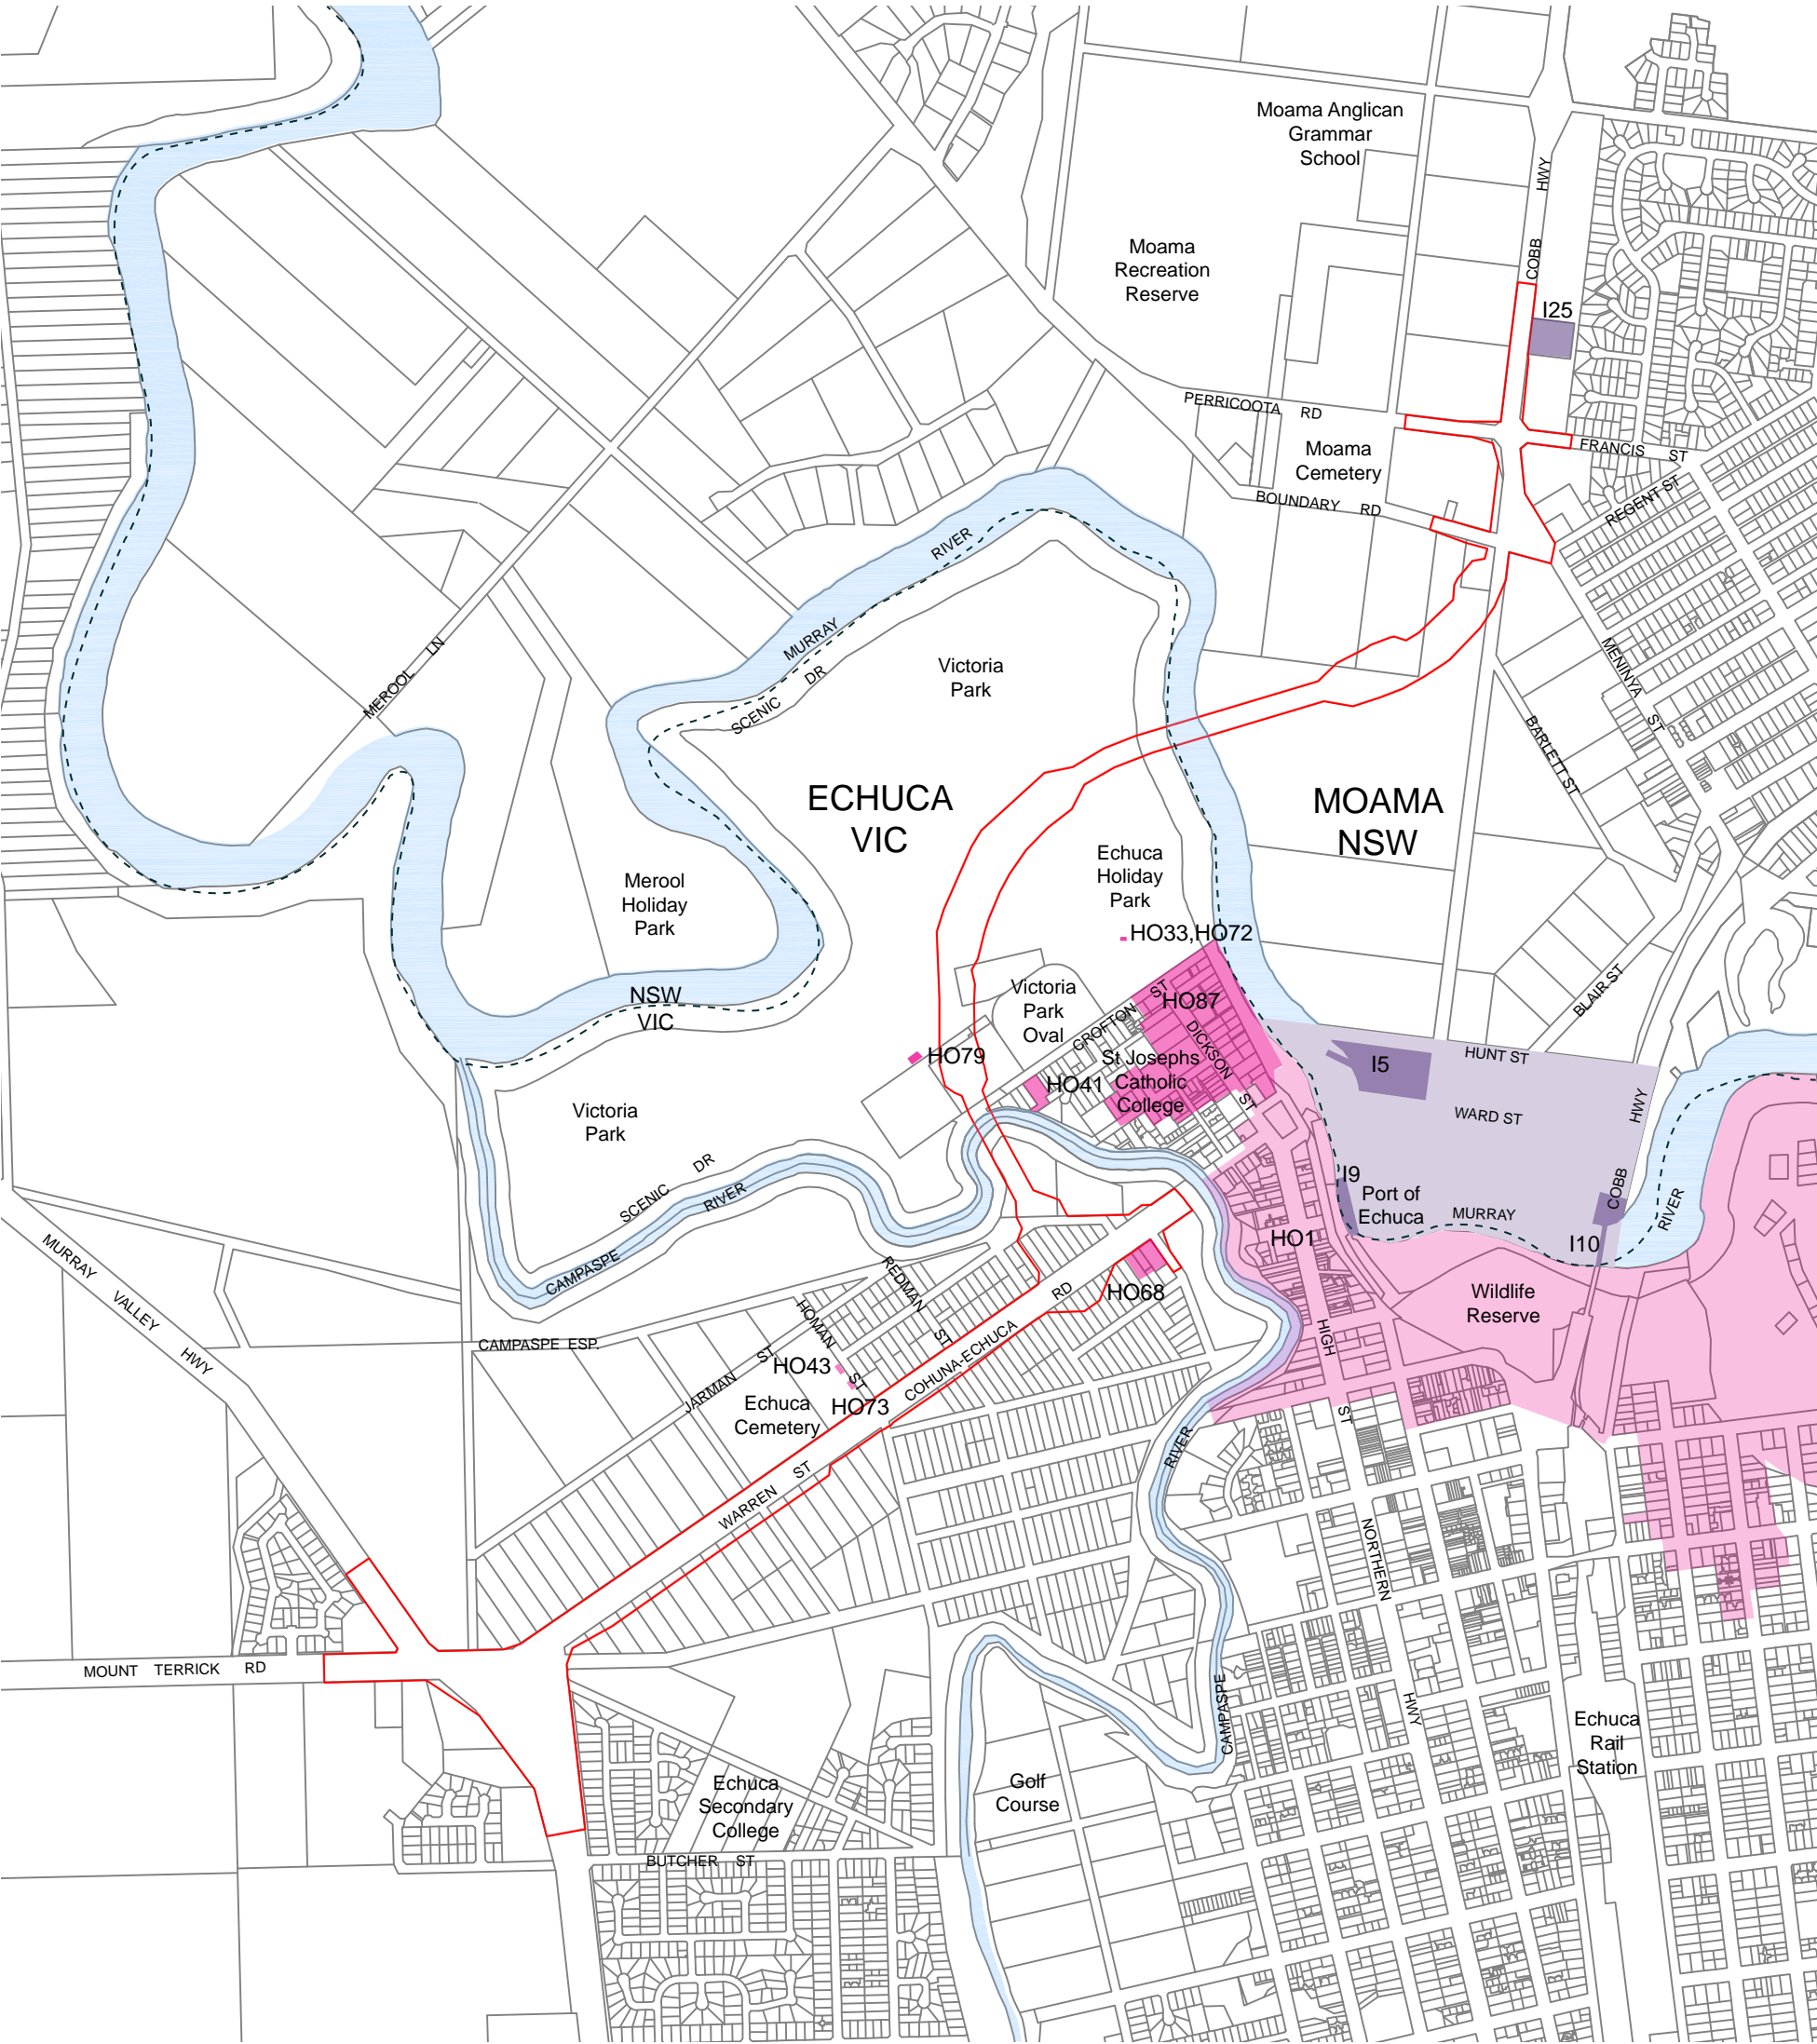 Moama Anglican
Grammar
School
HWY
COBB
Moama
Recreation
Reserve
I25
PERRICOOTA RD
Moama
Cemetery
FRANCIS ST
REGENT ST
BOUNDARY RD
RIVER
MURRAY
MEROOL LN
SCENIC DR
Victoria
Park
MENINYA ST
BARLETT ST
ECHUCA
VIC
MOAMA
NSW
Merool
Holiday
Park
Echuca
Holiday
Park
HO33,HO72
BLAIR ST
NSW
VIC
Victoria
Park
Oval
CROFTON ST
HO87
DICKSON ST
HO79
HO41
St Josephs
Catholic
College
I5
HUNT ST
WARD ST
HWY
COBB
Victoria
Park
SCENIC DR
RIVER
CAMPASPE
I9
Port of
Echuca
MURRAY
RIVER
HO1
I10
Wildlife
Reserve
MURRAY
VALLEY
HWY
REDMAN ST
HOMAN ST
RD
HO68
CAMPASPE ESP.
HIGH
ST
COHUNA-ECHUCA
JARMAN ST
HO43
HO73
Echuca
Cemetery
WARREN ST
RIVER
NORTHERN
HWY
MOUNT TERRICK RD
CAMPASPE
Echuca
Rail
Station
Echuca
Secondary
College
Golf
Course
BUTCHER ST